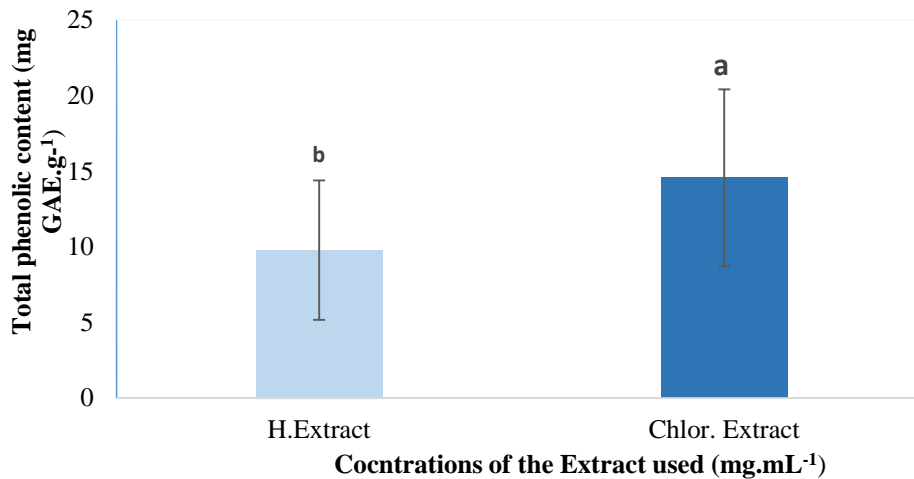 Total phenolic content (mg
GAE.g-¹)
25
20
15
10
5
0
b
a
H.Extract
Chlor. Extract
Cocntrations of the Extract used (mg.mL⁻¹)